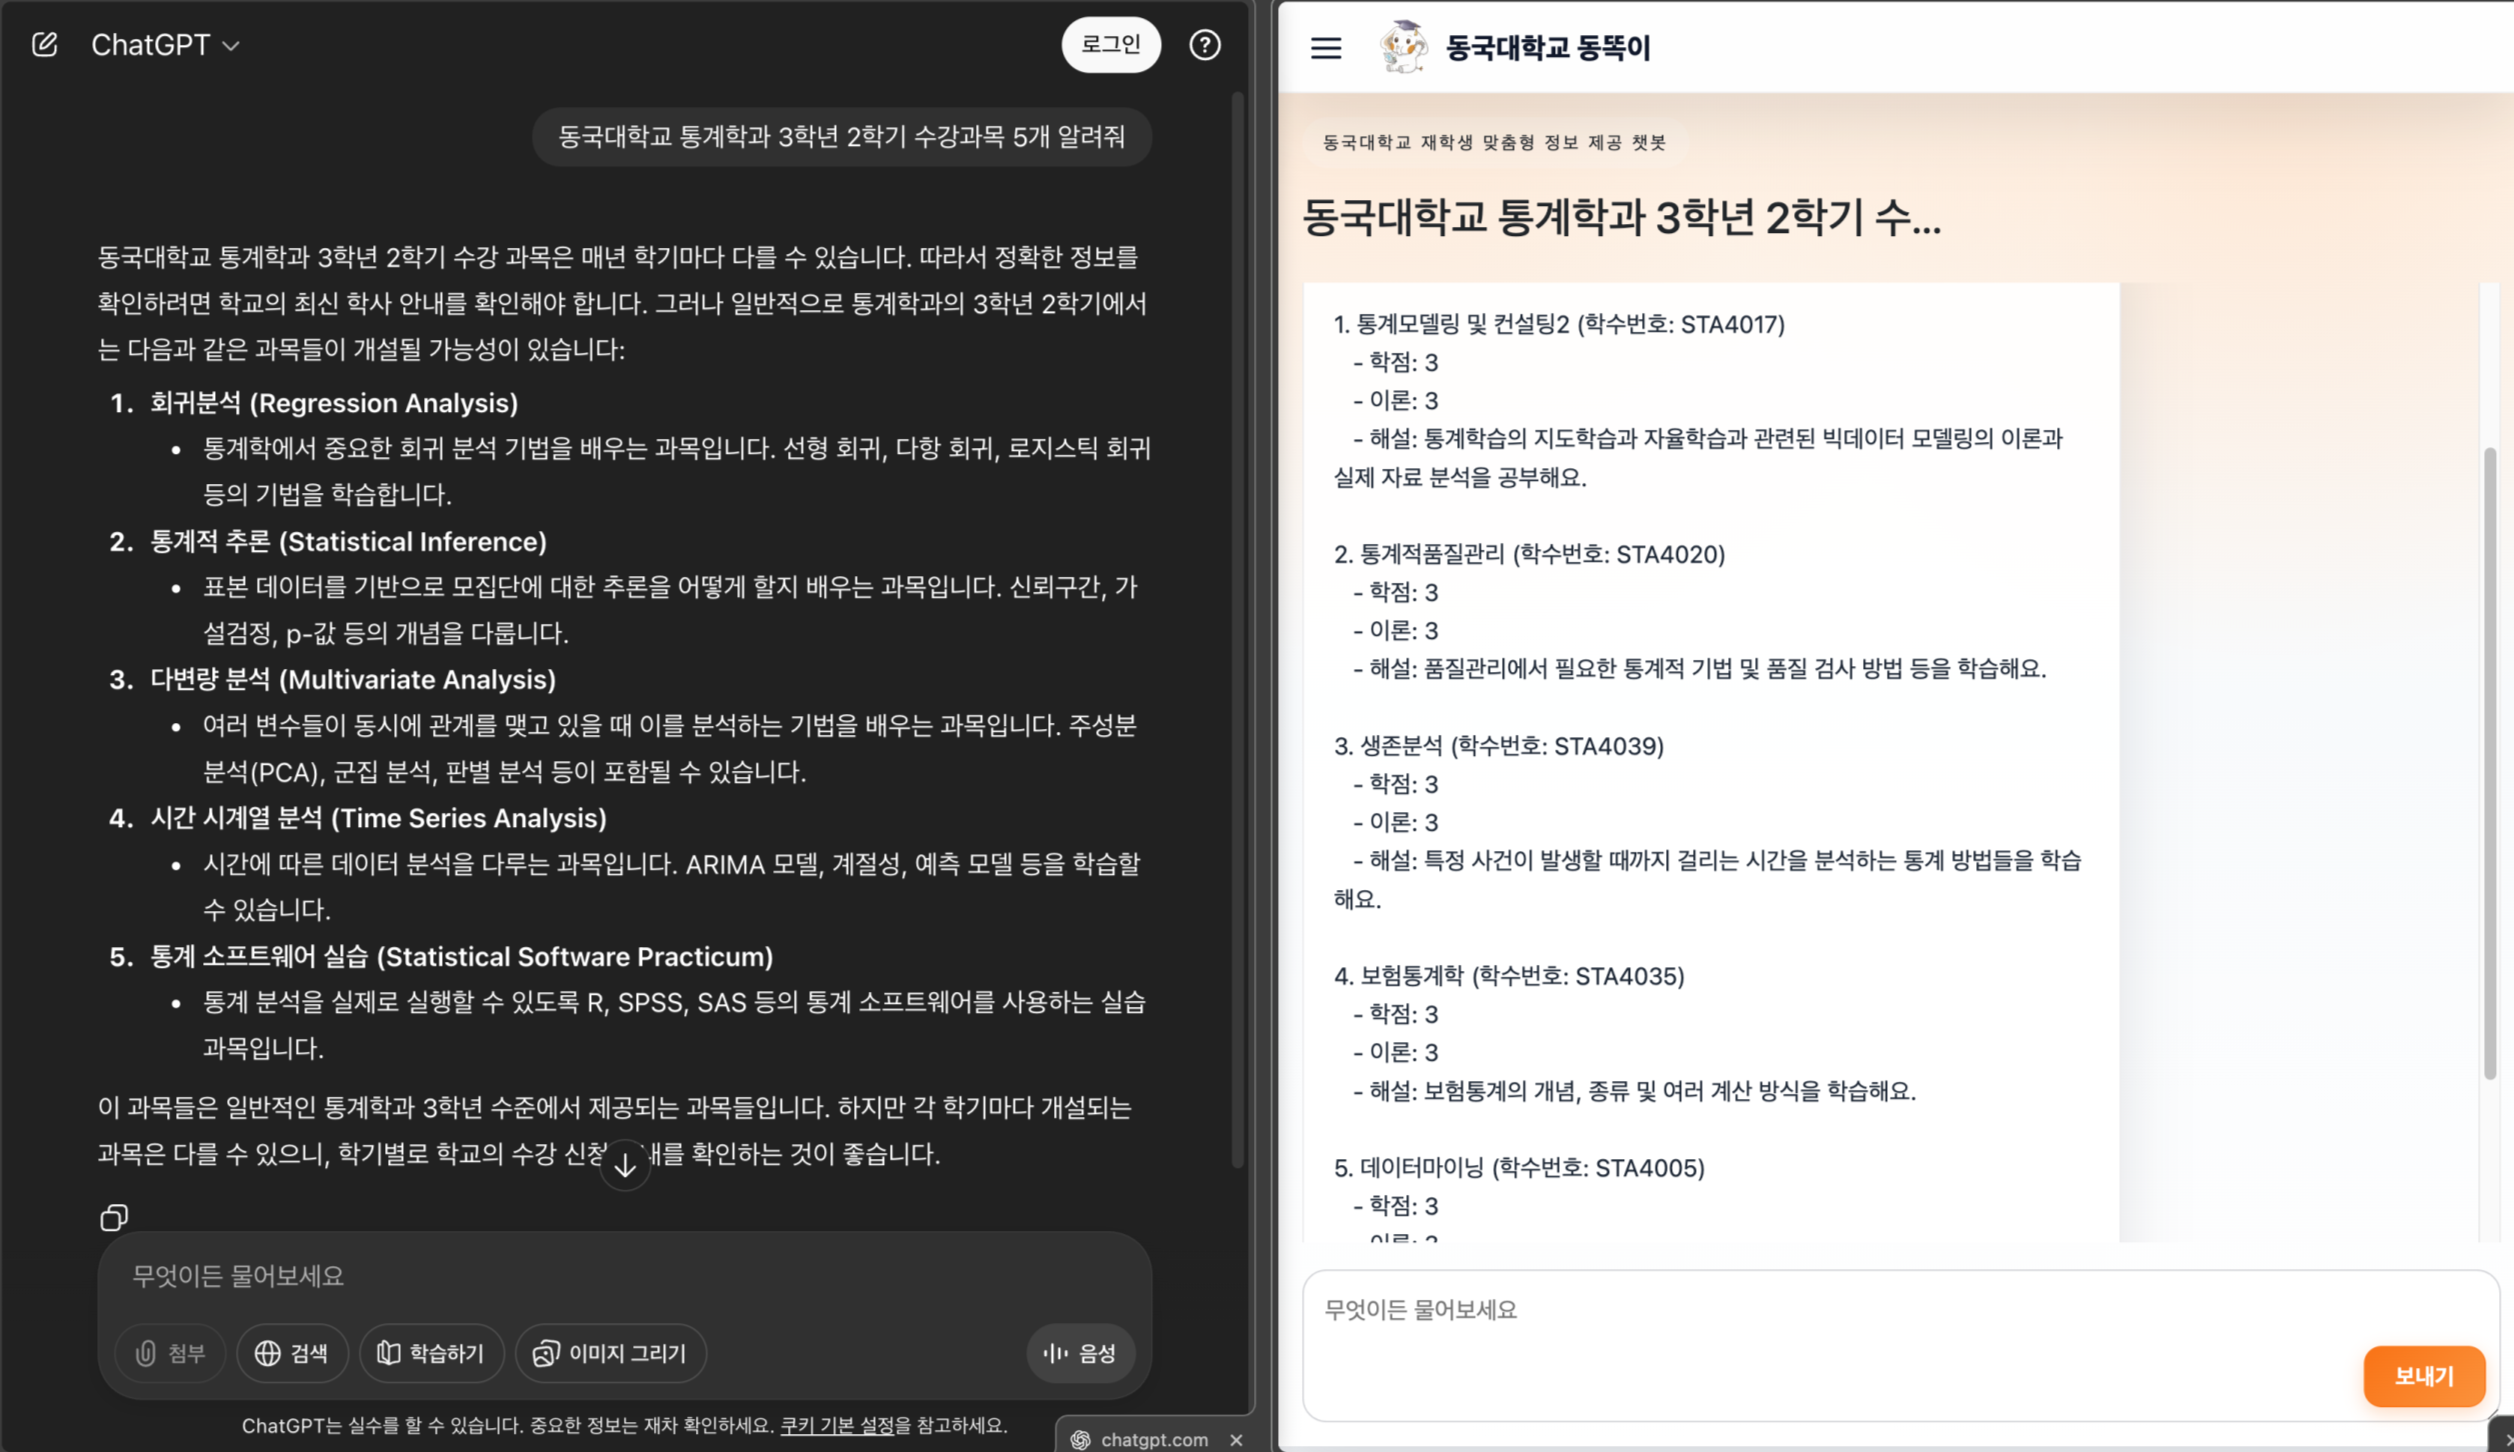 ChatGPT
로그인
동국대학교 통계학과 3학년 2학기 수강과목 5개 알려줘
동국대학교 통계학과 3학년 2학기 수강 과목은 매년 학기마다 다를 수 있습니다. 따라서 정확한 정보를
확인하려면 학교의 최신 학사 안내를 확인해야 합니다. 그러나 일반적으로 통계학과의 3학년 2학기에서
는 다음과 같은 과목들이 개설될 가능성이 있습니다:
1. 회귀분석 (Regression Analysis)
• 통계학에서 중요한 회귀 분석 기법을 배우는 과목입니다. 선형 회귀, 다항 회귀, 로지스틱 회귀
등의 기법을 학습합니다.
2. 통계적 추론 (Statistical Inference)
• 표본 데이터를 기반으로 모집단에 대한 추론을 어떻게 할지 배우는 과목입니다. 신뢰구간, 가
설검정, p-값 등의 개념을 다룹니다.
3. 다변량 분석 (Multivariate Analysis)
• 여러 변수들이 동시에 관계를 맺고 있을 때 이를 분석하는 기법을 배우는 과목입니다. 주성분
분석(PCA), 군집 분석, 판별 분석 등이 포함될 수 있습니다.
4. 시간 시계열 분석 (Time Series Analysis)
• 시간에 따른 데이터 분석을 다루는 과목입니다. ARIMA 모델, 계절성, 예측 모델 등을 학습할
수 있습니다.
5. 통계 소프트웨어 실습 (Statistical Software Practicum)
• 통계 분석을 실제로 실행할 수 있도록 R, SPSS, SAS 등의 통계 소프트웨어를 사용하는 실습
과목입니다.
이 과목들은 일반적인 통계학과 3학년 수준에서 제공되는 과목들입니다. 하지만 각 학기마다 개설되는
과목은 다를 수 있으니, 학기별로 학교의 수강 신청 내를 확인하는 것이 좋습니다.
무엇이든 물어보세요
첨부
검색
학습하기
이미지 그리기
음성
ChatGPT는 실수를 할 수 있습니다. 중요한 정보는 재차 확인하세요. 쿠키 기본 설정을 참고하세요.
chatgpt.com
동국대학교 동똑이
동국대학교 재학생 맞춤형 정보 제공 챗봇
동국대학교 통계학과 3학년 2학기 수...
1. 통계모델링 및 컨설팅2 (학수번호: STA4017)
- 학점: 3
- 이론: 3
- 해설: 통계학습의 지도학습과 자율학습과 관련된 빅데이터 모델링의 이론과
실제 자료 분석을 공부해요.
2. 통계적품질관리 (학수번호: STA4020)
- 학점: 3
- 이론: 3
- 해설: 품질관리에서 필요한 통계적 기법 및 품질 검사 방법 등을 학습해요.
3. 생존분석 (학수번호: STA4039)
- 학점: 3
- 이론: 3
- 해설: 특정 사건이 발생할 때까지 걸리는 시간을 분석하는 통계 방법들을 학습
해요.
4. 보험통계학 (학수번호: STA4035)
- 학점: 3
- 이론: 3
- 해설: 보험통계의 개념, 종류 및 여러 계산 방식을 학습해요.
5. 데이터마이닝 (학수번호: STA4005)
- 학점: 3
무엇이든 물어보세요
보내기